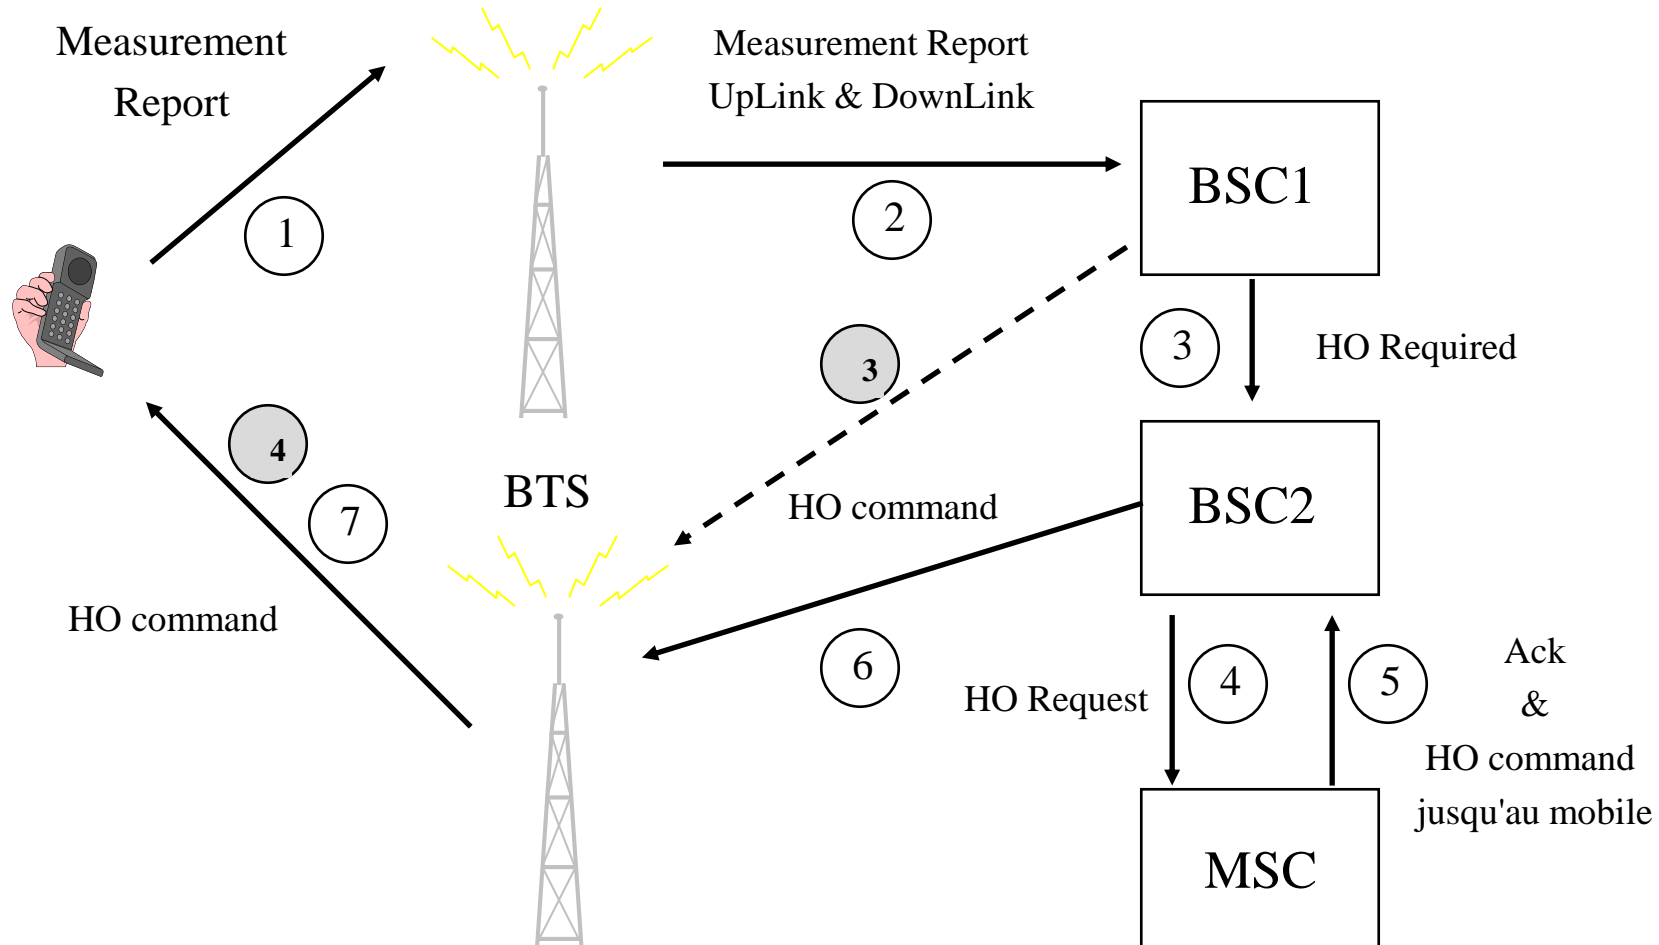 Measurement
Report
Measurement Report
UpLink & DownLink
BSC1
1
2
3
HO Required
3
4
BTS
7
HO command
BSC2
HO command
6
HO Request
4
5
Ack
&
HO command
jusqu'au mobile
MSC